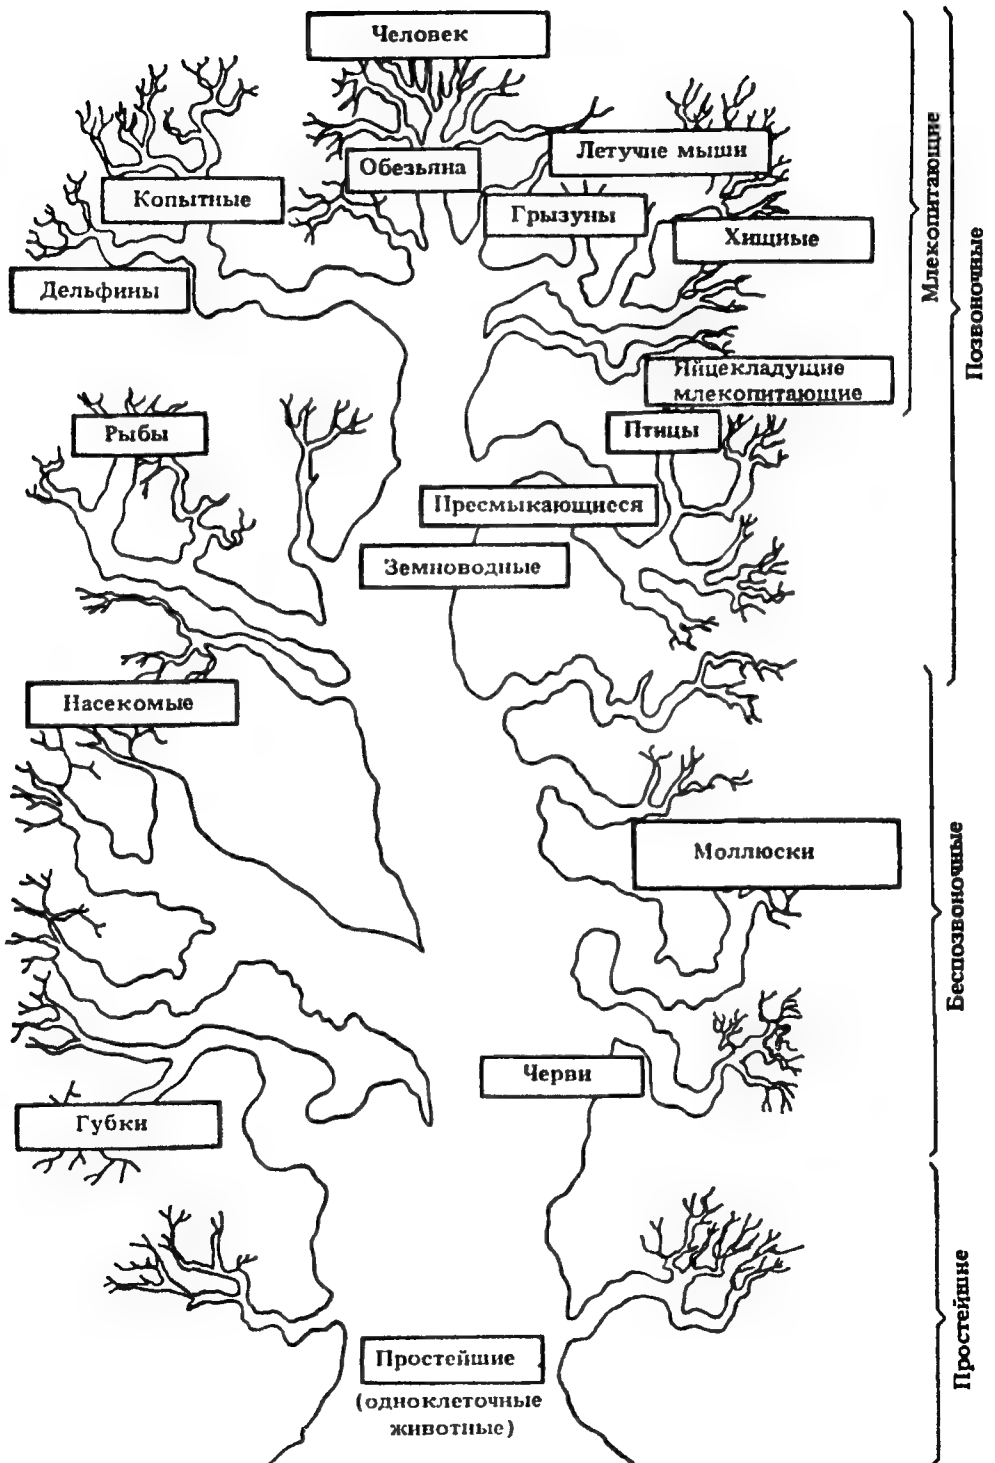 Человек
Обезьяна
Летучие мыши
Копытные
Грызуны
Хищные
Дельфины
Яйцекладущие
млекопитающие
Рыбы
Птицы
Пресмыкающиеся
Земноводные
Насекомые
Моллюски
Черви
Губки
Простейшие
(одноклеточные
животные)
Млекопитающие
Позвоночные
Беспозвоночные
Простейшие